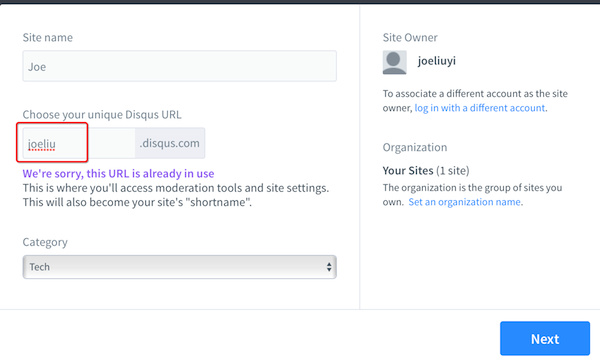 Site name
Joe
Choose your unique Disqus URL
joeliu
.disqus.com
We're sorry, this URL is already in use
This is where you'll access moderation tools and site settings.
This will also become your site's "shortname".
Category
Tech
Site Owner
joeliuyi
To associate a different account as the site
owner, log in with a different account.
Organization
Your Sites (1 site)
The organization is the group of sites you
own. Set an organization name.
Next